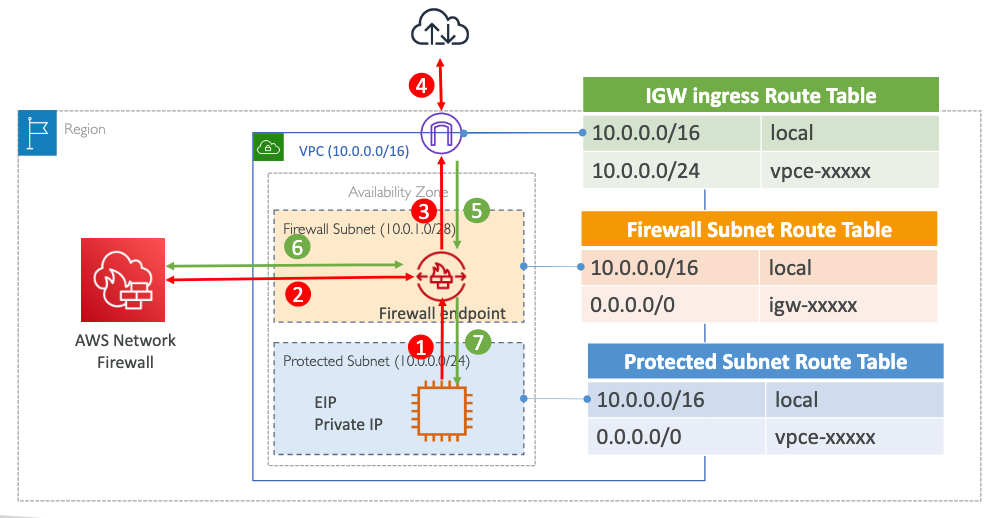 4
IGW ingress Route Table
10.0.0.0/16 local
10.0.0.0/24 vpce-xxxxx
Region
VPC (10.0.0.0/16)
Availability Zone
3
5
Firewall Subnet (10.0.1.0/28)
Firewall Subnet Route Table
10.0.0.0/16 local
0.0.0.0/0 igw-xxxxx
6
2
Firewall endpoint
AWS Network
Firewall
1
7
Protected Subnet (10.0.0.0/24)
Protected Subnet Route Table
10.0.0.0/16 local
0.0.0.0/0 vpce-xxxxx
EIP
Private IP